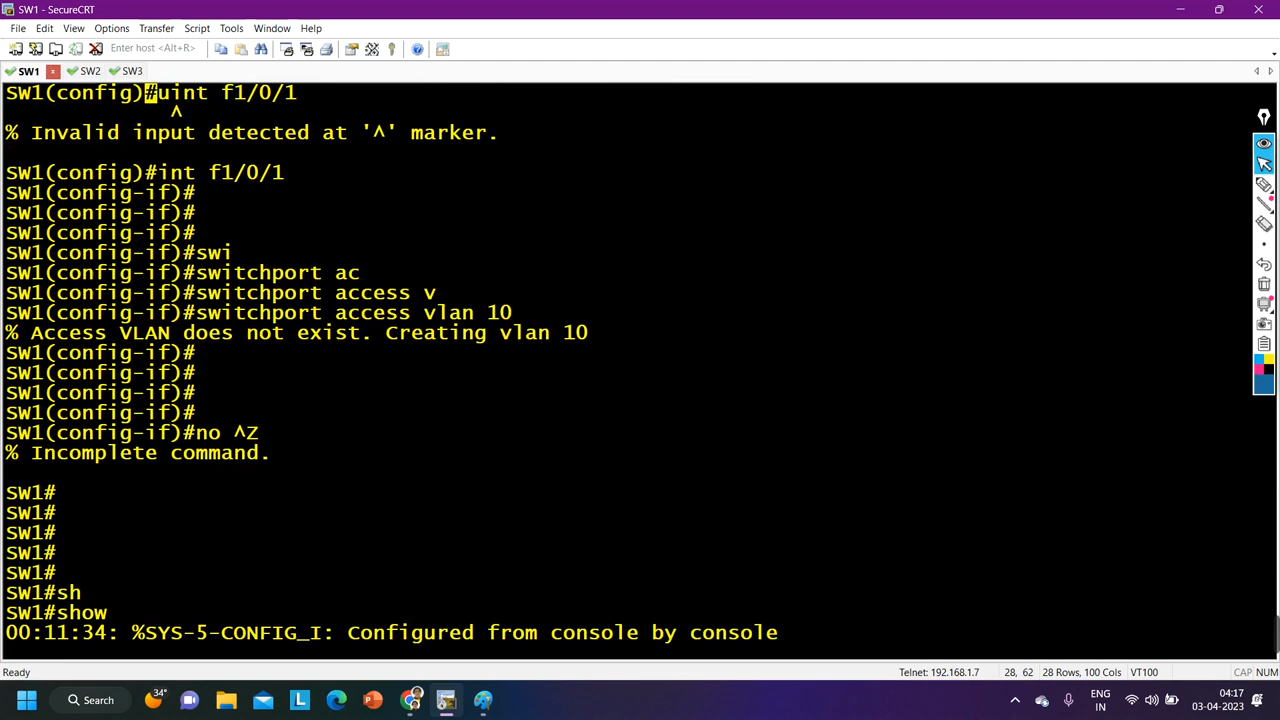 SW1 - SecureCRT
File Edit View Options Transfer Script Tools Window Help
Enter host <Alt+R>
SW1 x SW2 SW3
SW1(config)#uint f1/0/1
^
% Invalid input detected at '^' marker.
SW1(config)#int f1/0/1
SW1(config-if)#
SW1(config-if)#
SW1(config-if)#
SW1(config-if)#swi
SW1(config-if)#switchport ac
SW1(config-if)#switchport access v
SW1(config-if)#switchport access vlan 10
% Access VLAN does not exist. Creating vlan 10
SW1(config-if)#
SW1(config-if)#
SW1(config-if)#
SW1(config-if)#
SW1(config-if)#no ^Z
% Incomplete command.
SW1#
SW1#
SW1#
SW1#
SW1#
SW1#sh
SW1#show
00:11:34: %SYS-5-CONFIG_I: Configured from console by console
Ready Telnet: 192.168.1.7 28, 62 28 Rows, 100 Cols VT100 CAP NUM
34° Search L ENG 04:17
IN 03-04-2023